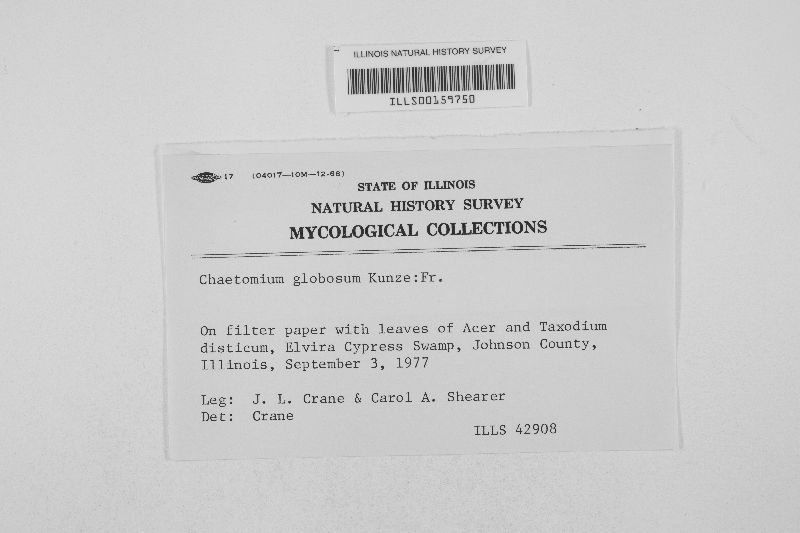 ILLINOIS NATURAL HISTORY SURVEY
ILLS00159750
17 (04017—10M—12-68)
STATE OF ILLINOIS
NATURAL HISTORY SURVEY
MYCOLOGICAL COLLECTIONS
Chaetomium globosum Kunze:Fr.
On filter paper with leaves of Acer and Taxodium
disticum, Elvira Cypress Swamp, Johnson County,
Illinois, September 3, 1977
Leg: J. L. Crane & Carol A. Shearer
Det: Crane
ILLS 42908